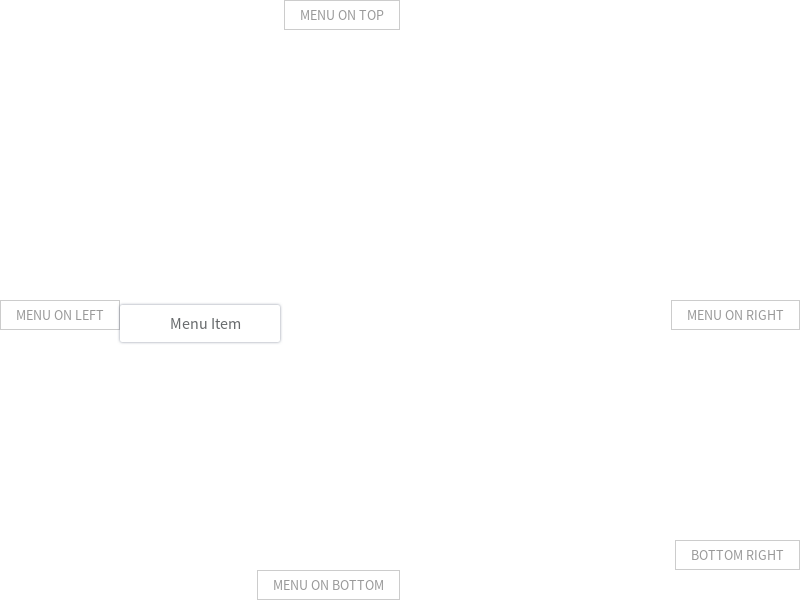 MENU ON TOP
MENU ON LEFT
Menu Item
MENU ON RIGHT
BOTTOM RIGHT
MENU ON BOTTOM